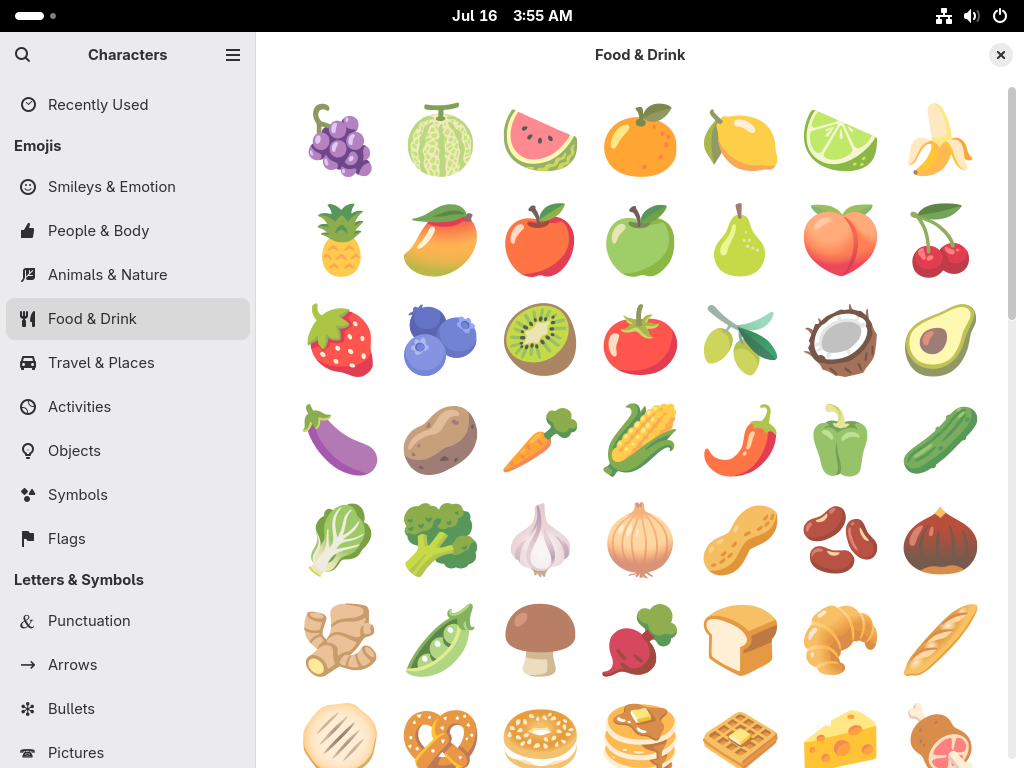 Jul 16 3:55 AM
Characters
Food & Drink
Recently Used
Emojis
Smileys & Emotion
People & Body
Animals & Nature
Food & Drink
Travel & Places
Activities
Objects
Symbols
Flags
Letters & Symbols
& Punctuation
→ Arrows
Bullets
Pictures